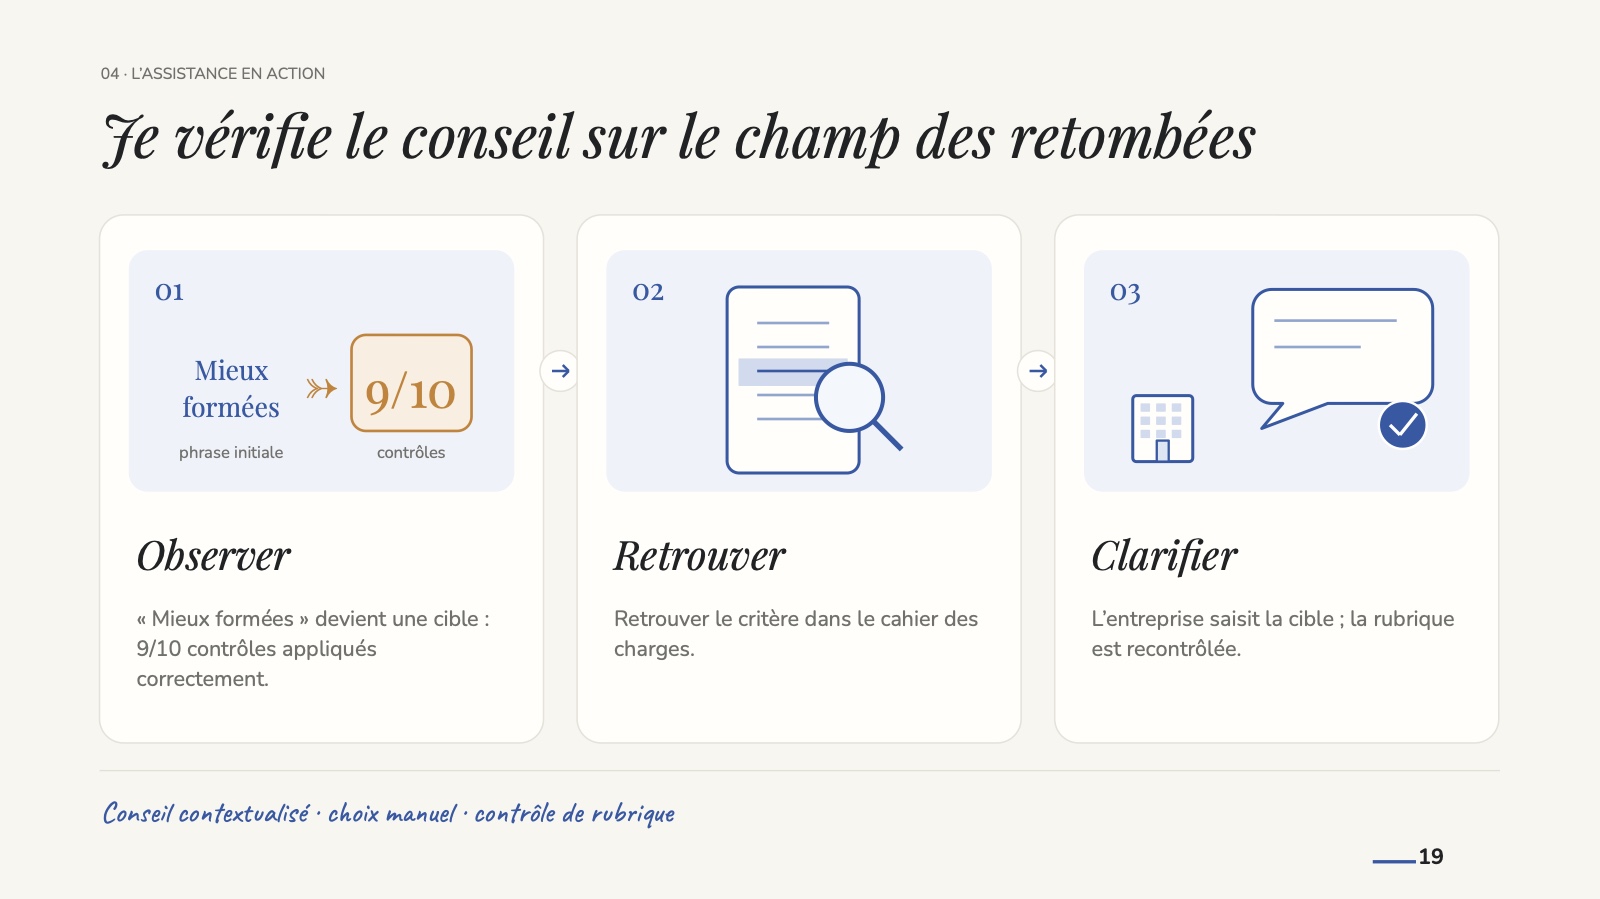 04 · L’ASSISTANCE EN ACTION
Je vérifie le conseil sur le champ des retombées
01
Mieux
formées
9/10
phrase initiale
contrôles
Observer
« Mieux formées » devient une cible :
9/10 contrôles appliqués
correctement.
02
Retrouver
Retrouver le critère dans le cahier des
charges.
03
Clarifier
L’entreprise saisit la cible ; la rubrique
est recontrôlée.
Conseil contextualisé · choix manuel · contrôle de rubrique
19